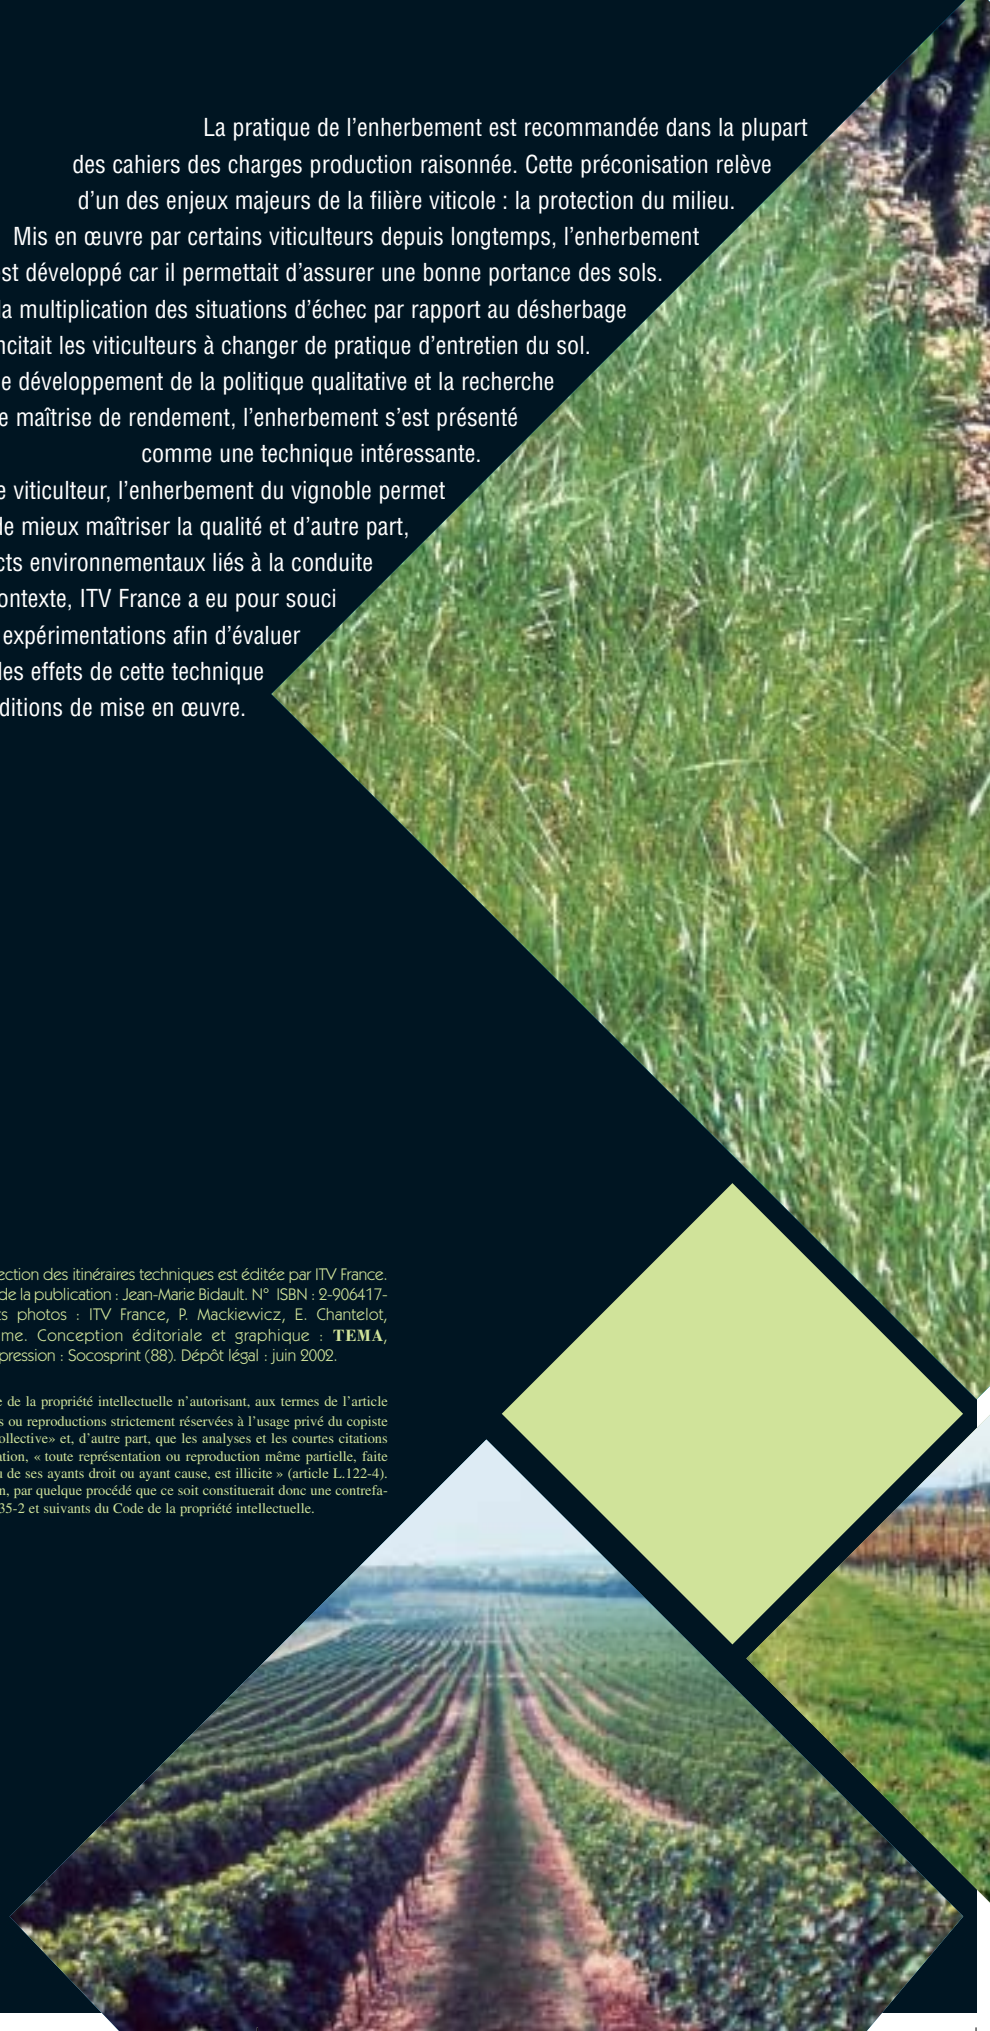 La pratique de l’enherbement est recommandée dans la plupart
des cahiers des charges production raisonnée. Cette préconisation relève
d’un des enjeux majeurs de la filière viticole : la protection du milieu.
Mis en œuvre par certains viticulteurs depuis longtemps, l’enherbement
st développé car il permettait d’assurer une bonne portance des sols.
la multiplication des situations d’échec par rapport au désherbage
ncitait les viticulteurs à changer de pratique d’entretien du sol.
e développement de la politique qualitative et la recherche
e maîtrise de rendement, l’enherbement s’est présenté
comme une technique intéressante.
e viticulteur, l’enherbement du vignoble permet
de mieux maîtriser la qualité et d’autre part,
cts environnementaux liés à la conduite
ontexte, ITV France a eu pour souci
expérimentations afin d’évaluer
les effets de cette technique
ditions de mise en œuvre.
ection des itinéraires techniques est éditée par ITV France.
de la publication : Jean-Marie Bidault. N° ISBN : 2-906417-
ts photos : ITV France, P. Mackiewicz, E. Chantelot,
me. Conception éditoriale et graphique : TEMA,
pression : Socosprint (88). Dépôt légal : juin 2002.
e de la propriété intellectuelle n’autorisant, aux termes de l’article
s ou reproductions strictement réservées à l’usage privé du copiste
ollective» et, d’autre part, que les analyses et les courtes citations
ation, « toute représentation ou reproduction même partielle, faite
u de ses ayants droit ou ayant cause, est illicite » (article L.122-4).
n, par quelque procédé que ce soit constituerait donc une contrefa-
35-2 et suivants du Code de la propriété intellectuelle.